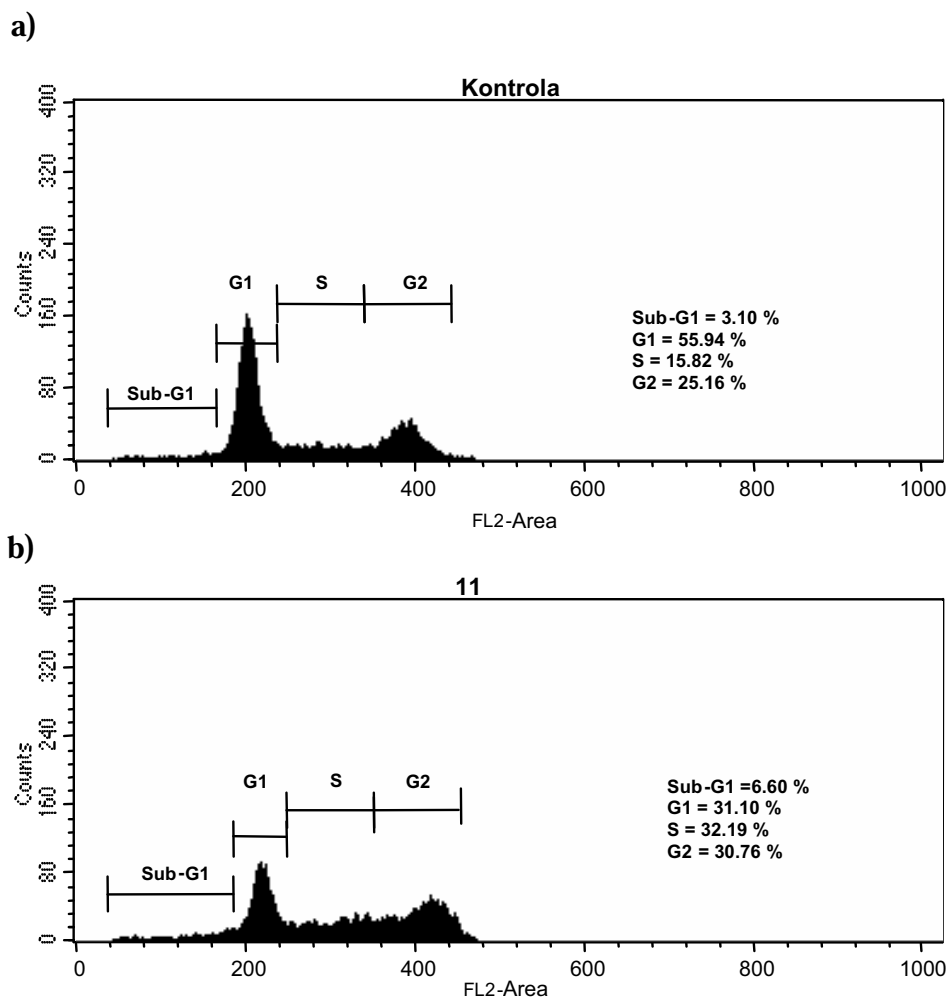 a)
Kontrola
400
320
240
160
80
0
Counts
G1
S
G2
Sub-G1
Sub-G1 = 3.10 %
G1 = 55.94 %
S = 15.82 %
G2 = 25.16 %
0 200 400 600 800 1000
FL2-Area
b)
11
400
320
240
160
80
0
Counts
G1
S
G2
Sub-G1
Sub-G1 =6.60 %
G1 = 31.10 %
S = 32.19 %
G2 = 30.76 %
0 200 400 600 800 1000
FL2-Area